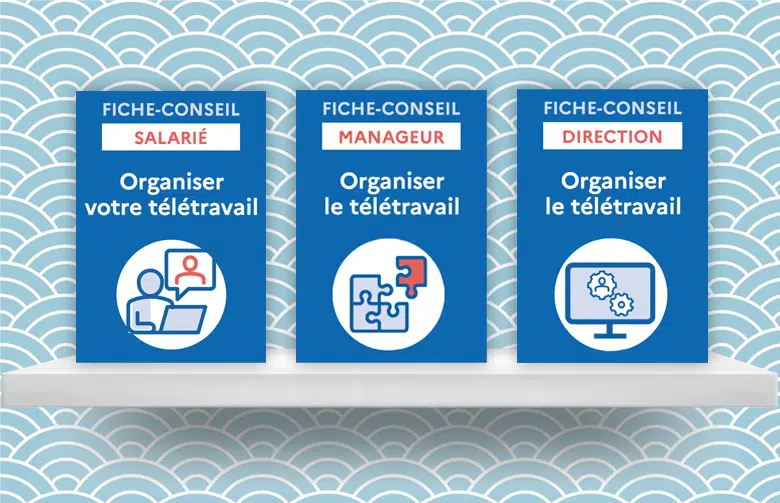 FICHE-CONSEIL
SALARIÉ
Organiser
votre télétravail
FICHE-CONSEIL
MANAGEUR
Organiser
le télétravail
FICHE-CONSEIL
DIRECTION
Organiser
le télétravail